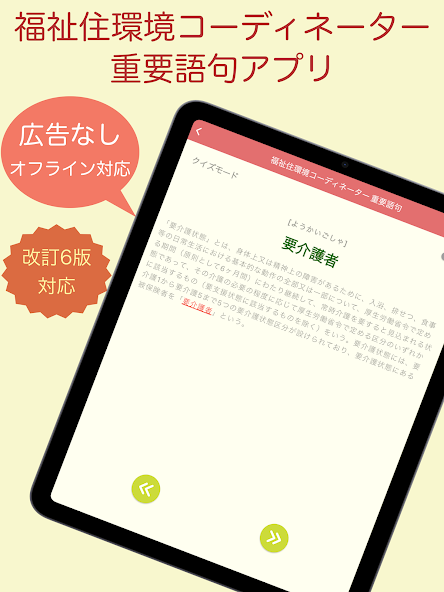 福祉住環境コーディネーター
重要語句アプリ
広告なし
オフライン対応
改訂6版
対応
福祉住環境コーディネーター 重要語句
クイズモード
[ようかいごしゃ]
要介護者
「要介護状態」とは、身体上又は精神上の障害があるために、入浴、排せつ、食事
等の日常生活における基本的な動作の全部又は一部について、厚生労働省令で定め
る期間（原則として6ヶ月間）にわたり継続して、常時介護を要すると見込まれる状
態であって、その介護の必要の程度に応じて厚生労働省令で定める区分のいずれか
に該当するもの（要支援状態に該当するものを除く）をいう。要介護状態には、要
介護1から要介護5まで5つの要介護状態区分が設けられており、要介護状態にある
被保険者を「要介護者」という。